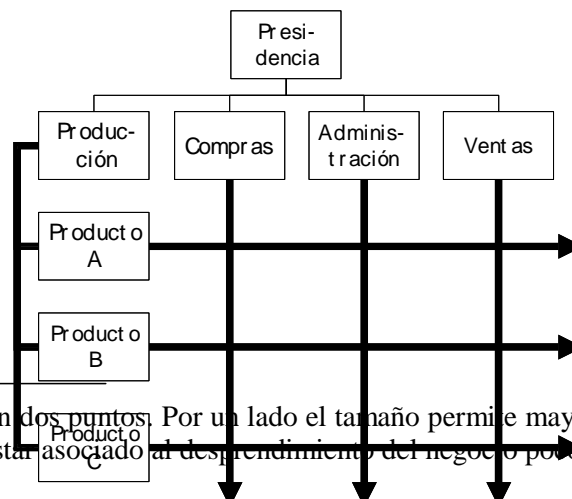 Presi-
dencia
Produc-
ción
Compras
Adminis-
tración
Ventas
Producto
A
Producto
B
Producto
C
n dos puntos. Por un lado el tamaño permite may
star asociado al desprendimiento del negocio pod